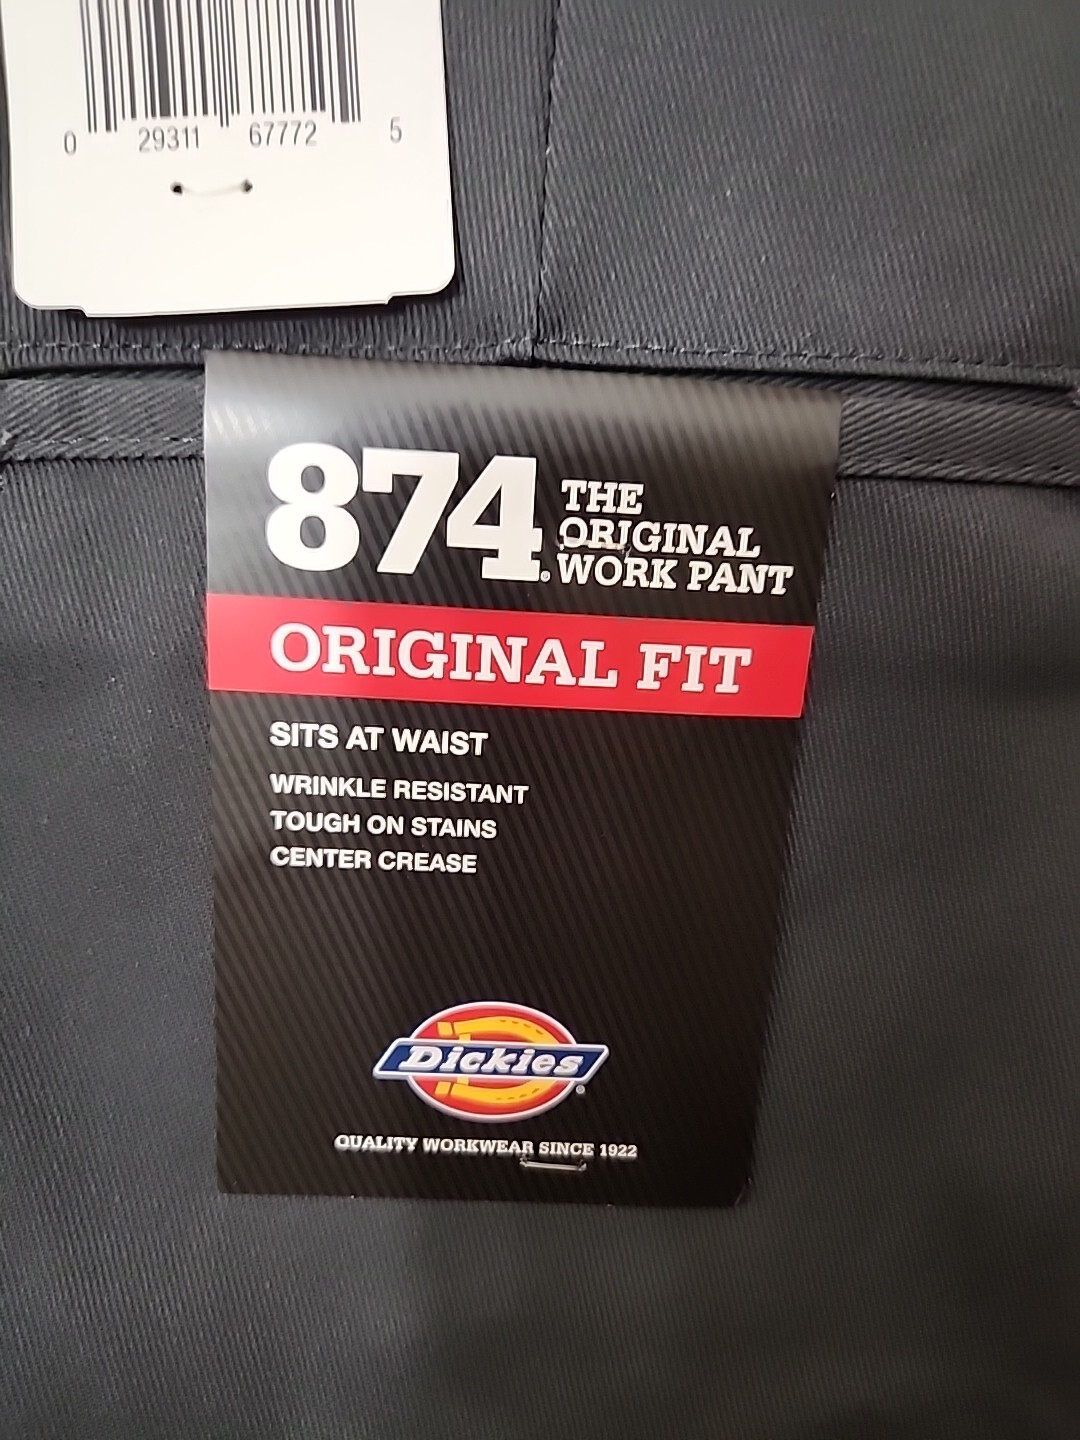 0 29311 67772 5
874® THE
ORIGINAL
WORK PANT
ORIGINAL FIT
SITS AT WAIST
WRINKLE RESISTANT
TOUGH ON STAINS
CENTER CREASE
Dickies®
QUALITY WORKWEAR SINCE 1922